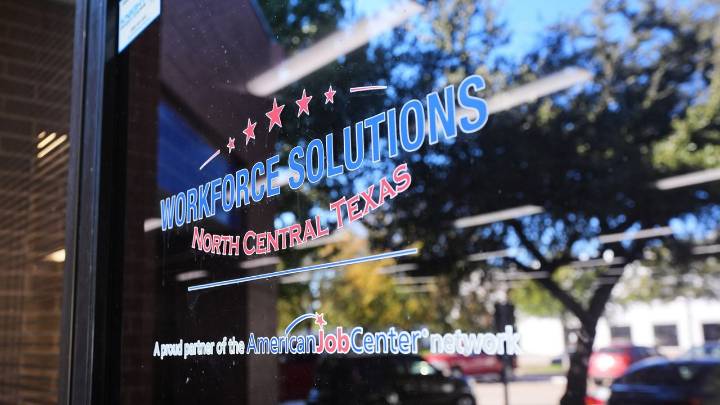 WORKFORCE SOLUTIONS
NORTH CENTRAL TEXAS
A proud partner of the AmericanJobCenter® network